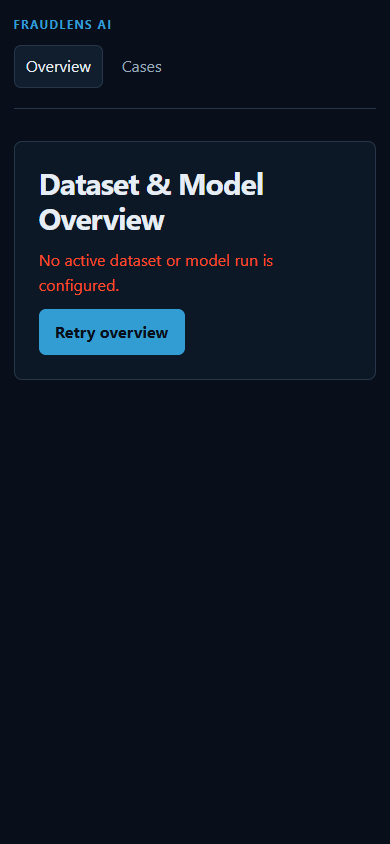 FRAUDLENS AI
Overview
Cases
Dataset & Model
Overview
No active dataset or model run is
configured.
Retry overview